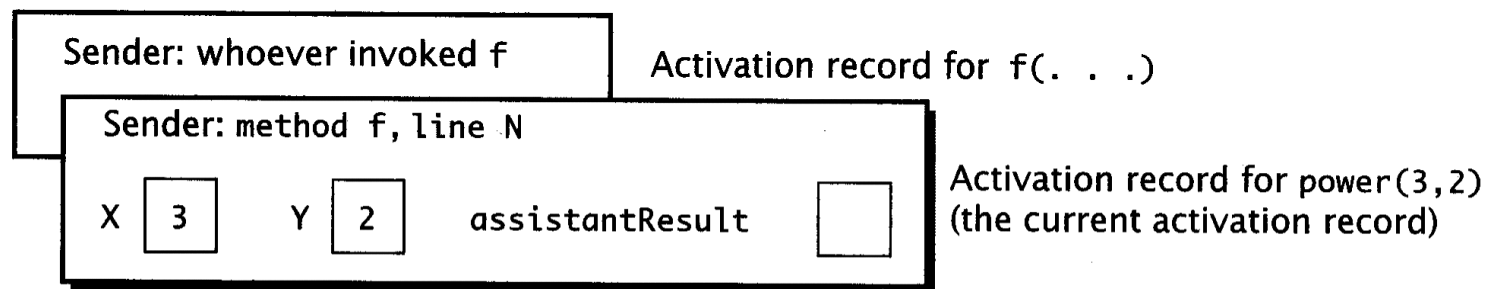 Sender: whoever invoked f
Activation record for f(. . .)
Sender: method f, line N
X 3 Y 2 assistantResult
Activation record for power(3,2)
(the current activation record)